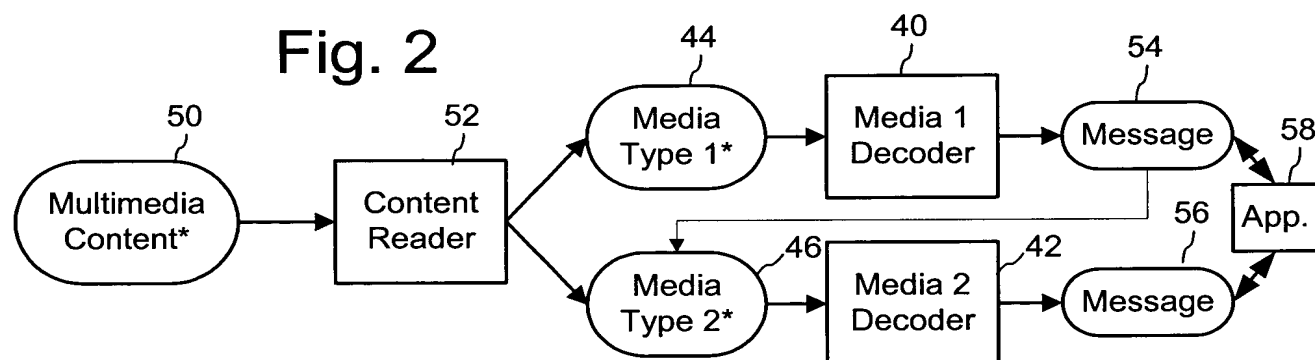 Fig. 2
50
Multimedia
Content*
52
Content
Reader
44
Media
Type 1*
40
Media 1
Decoder
54
Message
58
App.
46
Media
Type 2*
42
Media 2
Decoder
56
Message